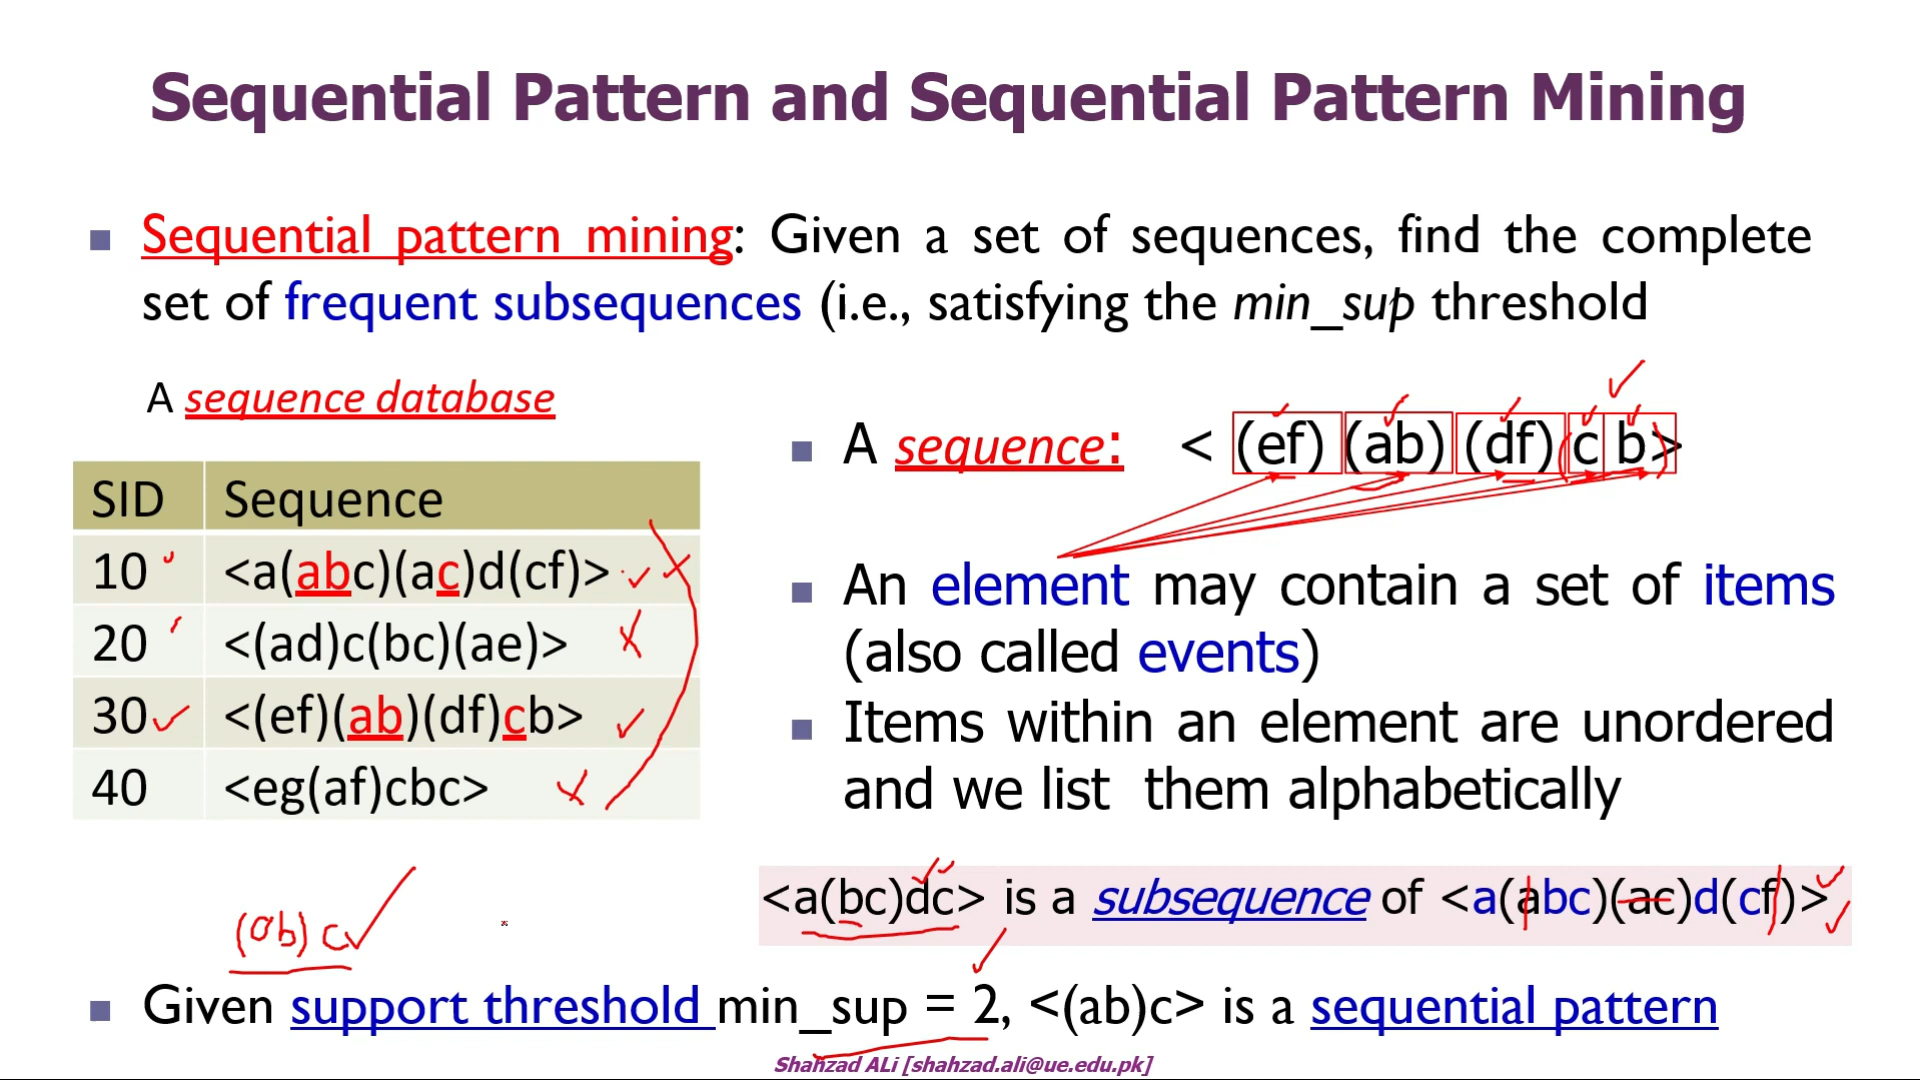 Sequential Pattern and Sequential Pattern Mining
Sequential pattern mining: Given a set of sequences, find the complete
set of frequent subsequences (i.e., satisfying the min_sup threshold
A sequence database
SID Sequence
10 <a(abc)(ac)d(cf)>
20 <(ad)c(bc)(ae)>
30 <(ef)(ab)(df)cb>
40 <eg(af)cbc>
(ab) c
A sequence: < (ef) (ab) (df) c b>
An element may contain a set of items
(also called events)
Items within an element are unordered
and we list them alphabetically
<a(bc)dc> is a subsequence of <a(abc)(ac)d(cf)>
Given support threshold min_sup = 2, <(ab)c> is a sequential pattern
Shahzad ALi [shahzad.ali@ue.edu.pk]